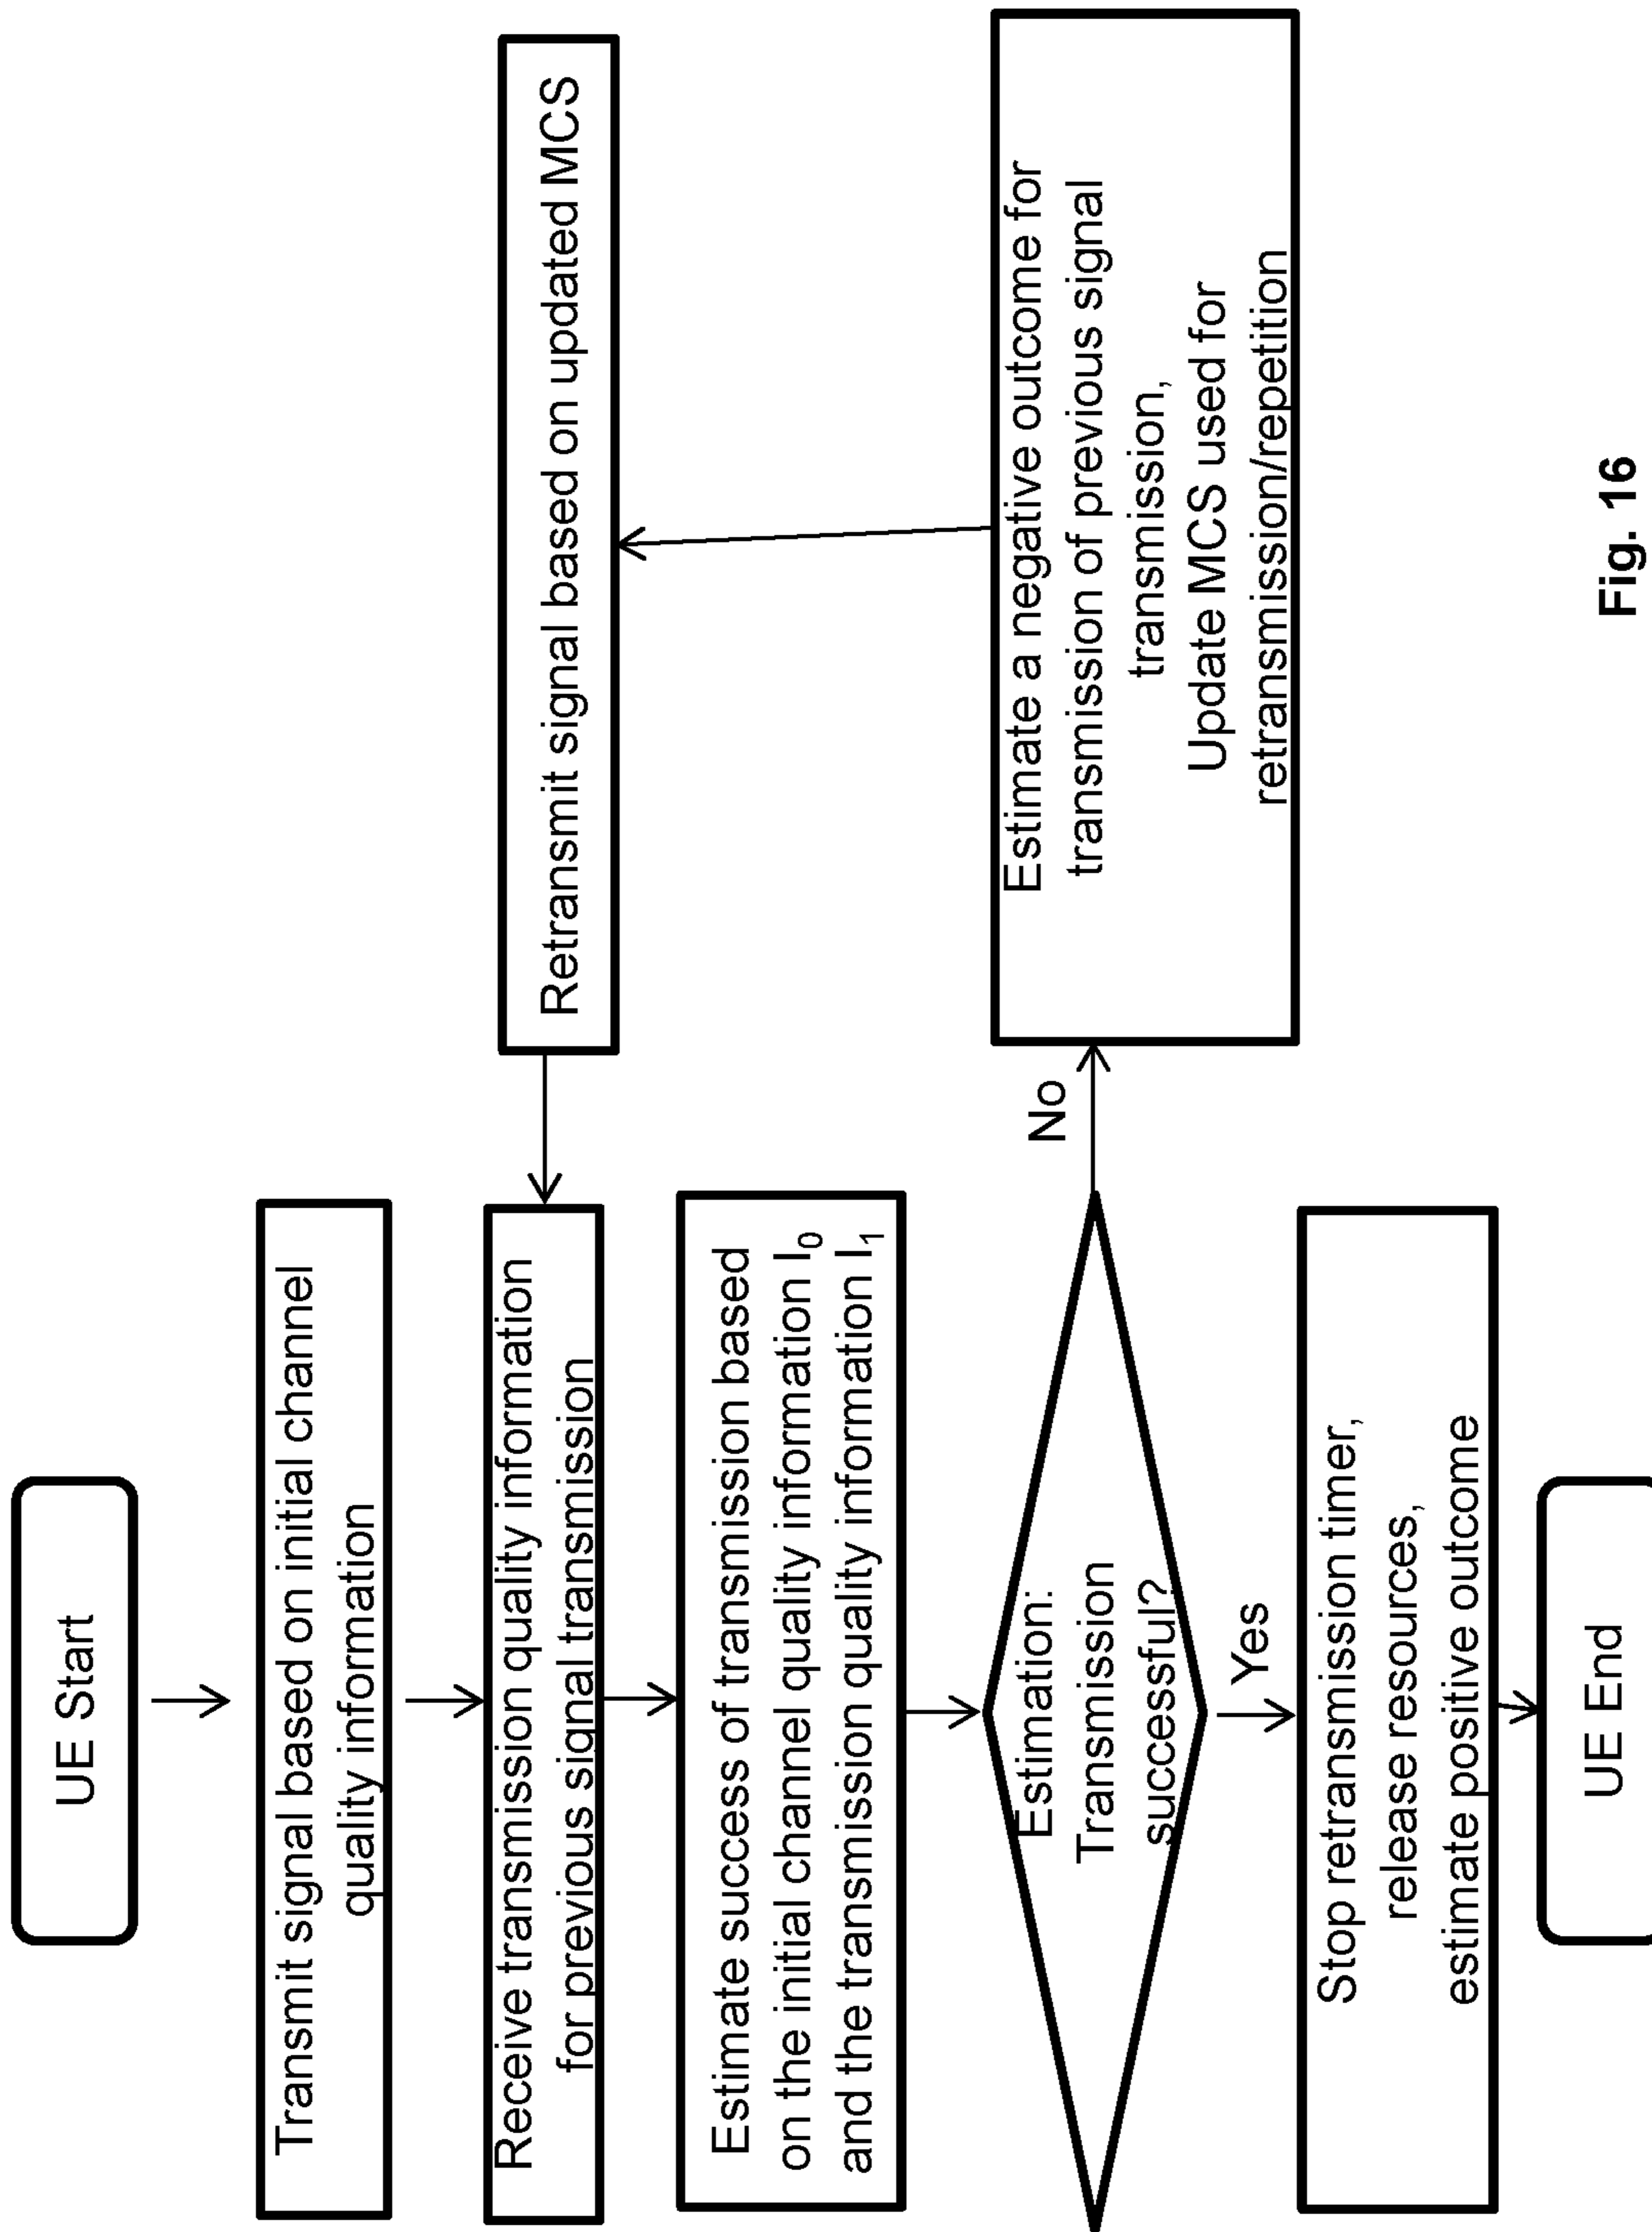 UE Start
Transmit signal based on initial channel
quality information
Receive transmission quality information
for previous signal transmission
Estimate success of transmission based
on the initial channel quality information I₀
and the transmission quality information I₁
Estimation:
Transmission
successful?
Yes
Stop retransmission timer,
release resources,
estimate positive outcome
UE End
No
Estimate a negative outcome for
transmission of previous signal
transmission,
Update MCS used for
retransmission/repetition
Retransmit signal based on updated MCS
Fig. 16